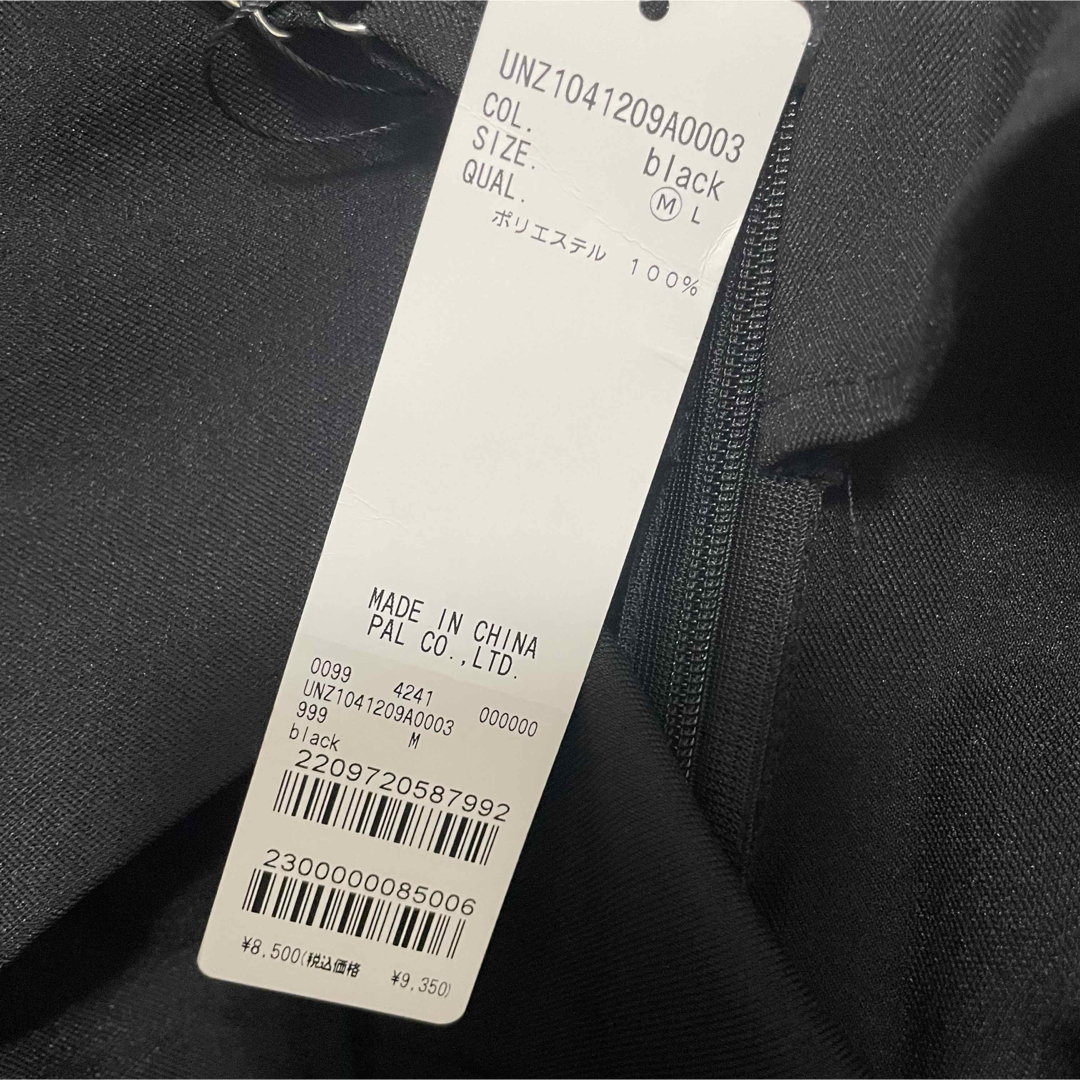 UNZ1041209A0003
COL. black
SIZE. Ⓜ L
QUAL.
ポリエステル 100%
MADE IN CHINA
PAL CO.,LTD.
0099 4241 000000
UNZ1041209A0003
999 M
black
2209720587992
2300000085006
¥8,500(税込価格 ¥9,350)